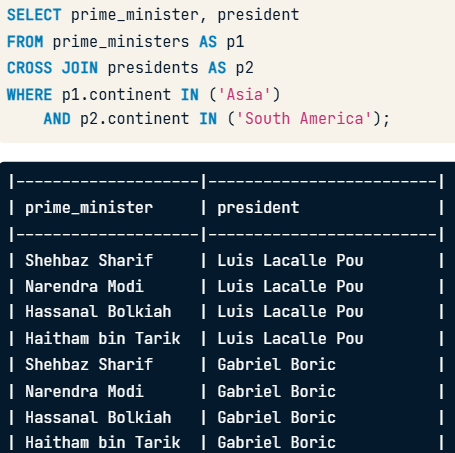 SELECT prime_minister, president
FROM prime_ministers AS p1
CROSS JOIN presidents AS p2
WHERE p1.continent IN ('Asia')
    AND p2.continent IN ('South America');
|--------------------|-------------------------|
| prime_minister     | president               |
|--------------------|-------------------------|
| Shehbaz Sharif     | Luis Lacalle Pou        |
| Narendra Modi      | Luis Lacalle Pou        |
| Hassanal Bolkiah   | Luis Lacalle Pou        |
| Haitham bin Tarik  | Luis Lacalle Pou        |
| Shehbaz Sharif     | Gabriel Boric           |
| Narendra Modi      | Gabriel Boric           |
| Hassanal Bolkiah   | Gabriel Boric           |
| Haitham bin Tarik  | Gabriel Boric           |